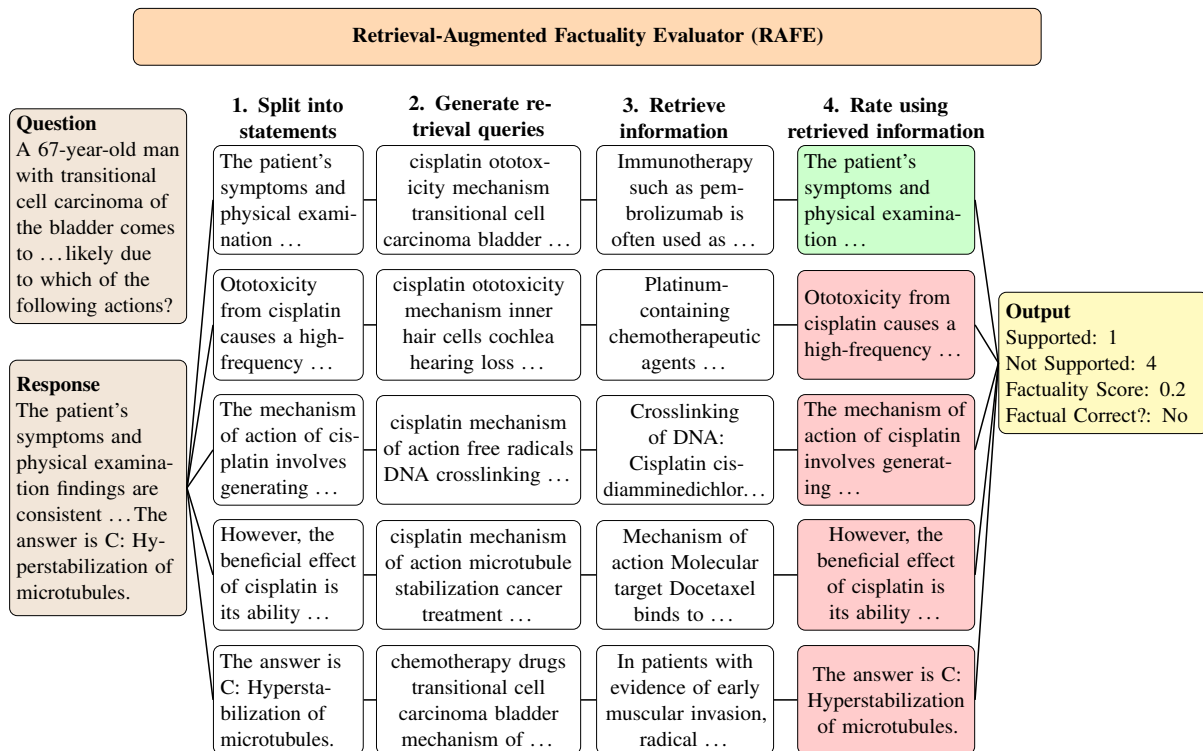 Retrieval-Augmented Factuality Evaluator (RAFE)
Question
A 67-year-old man
with transitional
cell carcinoma of
the bladder comes
to ... likely due
to which of the
following actions?
Response
The patient's
symptoms and
physical exami-
nation findings are
consistent ... The
answer is C: Hy-
perstabilization of
microtubules.
1. Split into
statements
The patient's
symptoms and
physical exami-
nation ...
Ototoxicity
from cisplatin
causes a high-
frequency ...
The mechanism
of action of cis-
platin involves
generating ...
However, the
beneficial effect
of cisplatin is
its ability ...
The answer is
C: Hypersta-
bilization of
microtubules.
2. Generate re-
trieval queries
cisplatin ototox-
icity mechanism
transitional cell
carcinoma bladder ...
cisplatin ototoxicity
mechanism inner
hair cells cochlea
hearing loss ...
cisplatin mechanism
of action free radicals
DNA crosslinking ...
cisplatin mechanism
of action microtubule
stabilization cancer
treatment ...
chemotherapy drugs
transitional cell
carcinoma bladder
mechanism of ...
3. Retrieve
information
Immunotherapy
such as pem-
brolizumab is
often used as ...
Platinum-
containing
chemotherapeutic
agents ...
Crosslinking
of DNA:
Cisplatin cis-
diamminedichlor...
Mechanism of
action Molecular
target Docetaxel
binds to ...
In patients with
evidence of early
muscular invasion,
radical ...
4. Rate using
retrieved information
The patient's
symptoms and
physical examina-
tion ...
Ototoxicity from
cisplatin causes a
high-frequency ...
The mechanism of
action of cisplatin
involves generat-
ing ...
However, the
beneficial effect
of cisplatin is
its ability ...
The answer is C:
Hyperstabilization
of microtubules.
Output
Supported: 1
Not Supported: 4
Factuality Score: 0.2
Factual Correct?: No